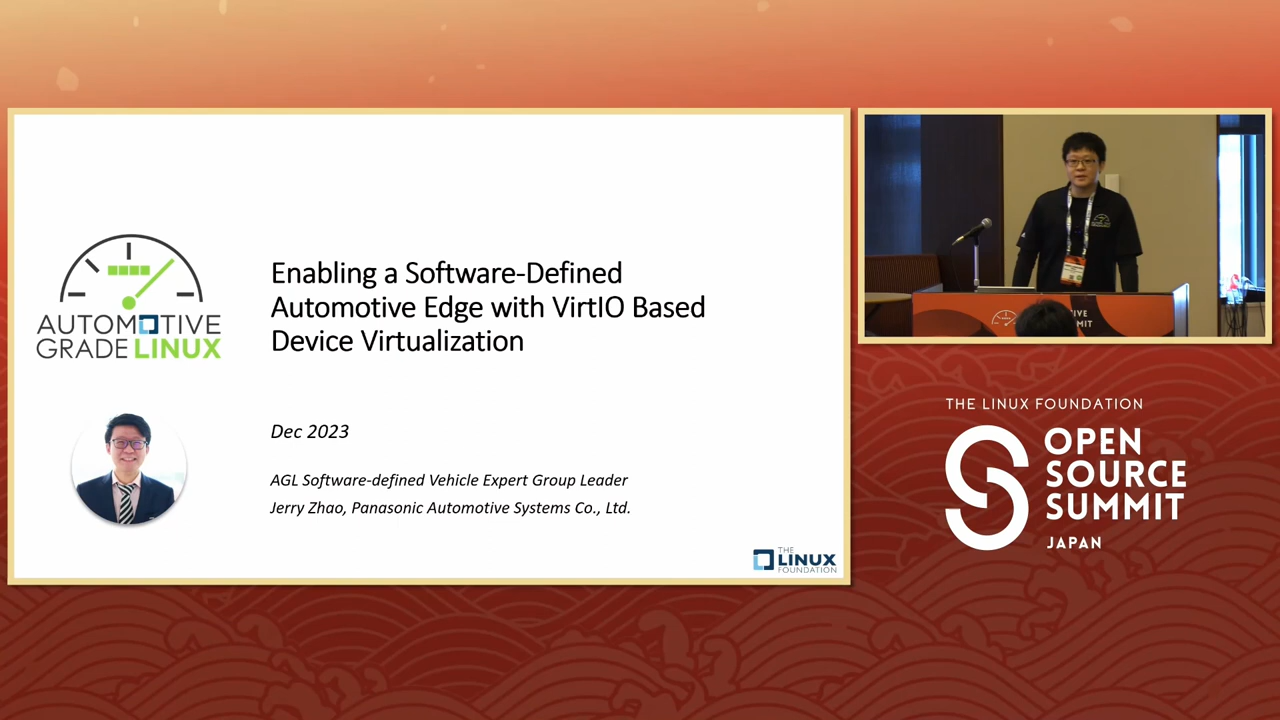 AUTOMOTIVE
GRADE LINUX
Enabling a Software-Defined
Automotive Edge with VirtIO Based
Device Virtualization
Dec 2023
AGL Software-defined Vehicle Expert Group Leader
Jerry Zhao, Panasonic Automotive Systems Co., Ltd.
THE
LINUX
FOUNDATION
THE LINUX FOUNDATION
OPEN
SOURCE
SUMMIT
JAPAN